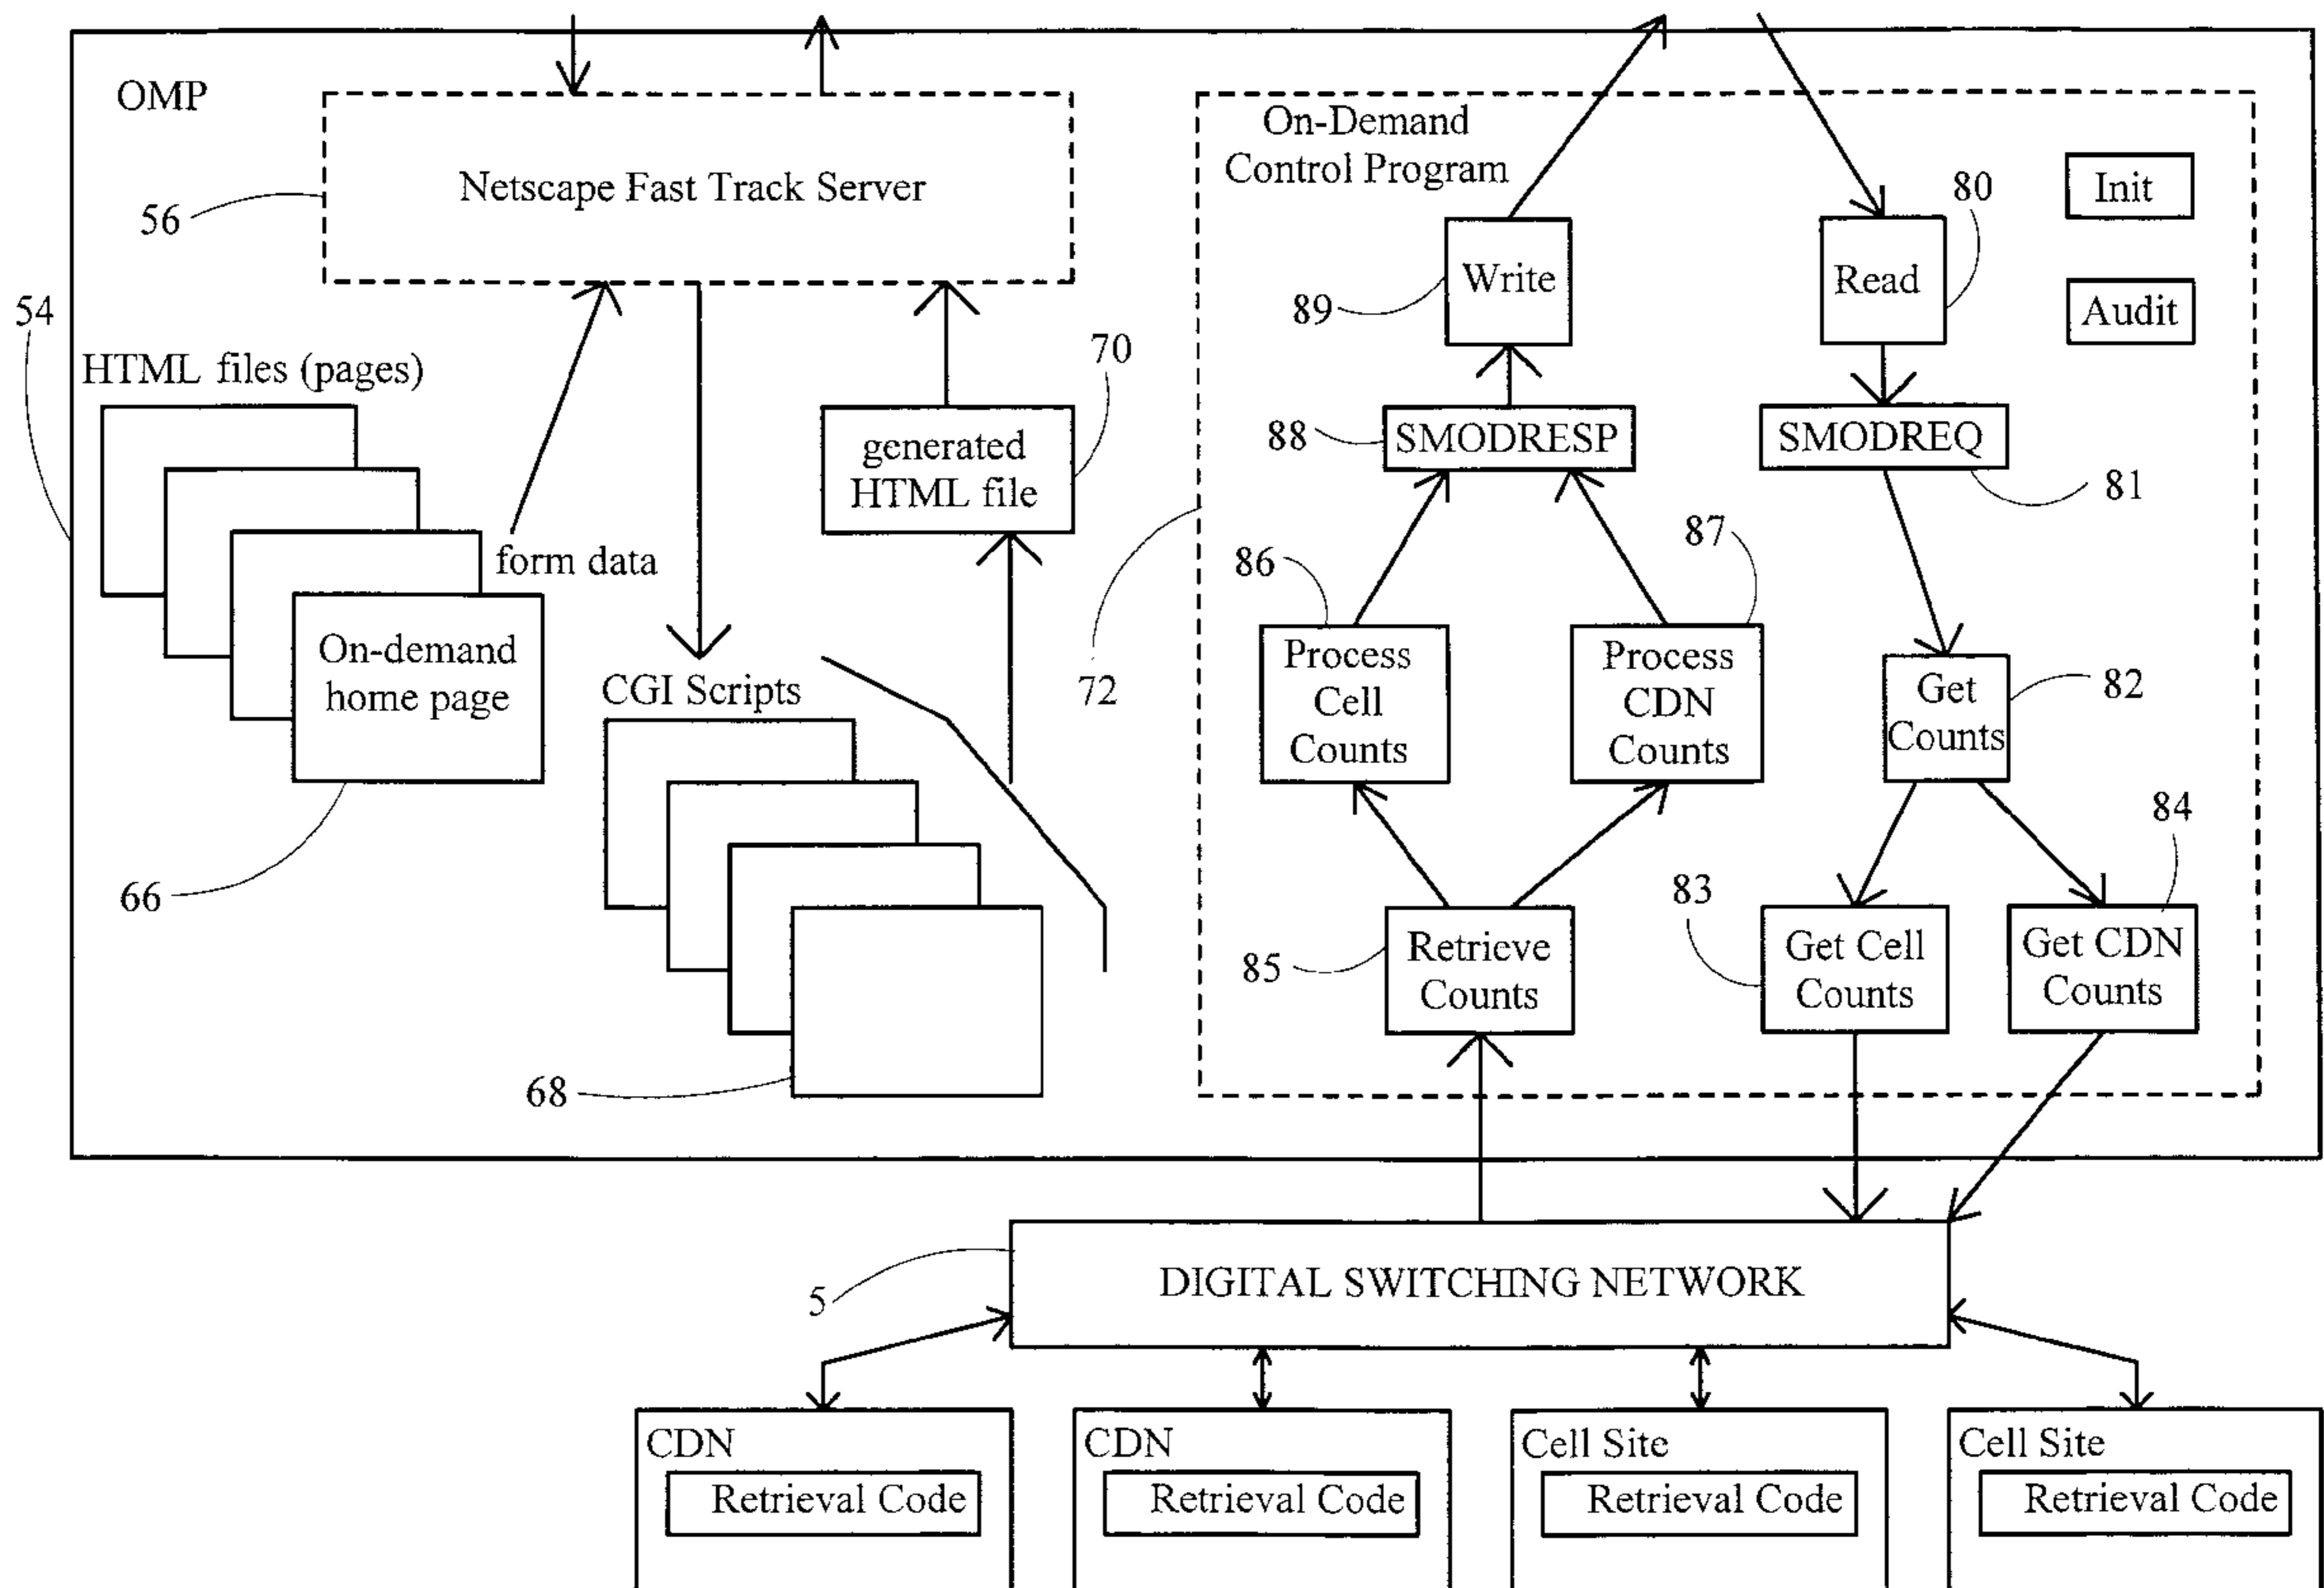 OMP
Netscape Fast Track Server
56
54
HTML files (pages)
form data
On-demand
home page
66
CGI Scripts
68
generated
HTML file
70
On-Demand
Control Program
72
Init
Audit
Write
89
Read
80
SMODRESP
88
SMODREQ
81
Process
Cell
Counts
86
Process
CDN
Counts
87
Get
Counts
82
Retrieve
Counts
85
Get Cell
Counts
83
Get CDN
Counts
84
DIGITAL SWITCHING NETWORK
5
CDN
Retrieval Code
CDN
Retrieval Code
Cell Site
Retrieval Code
Cell Site
Retrieval Code